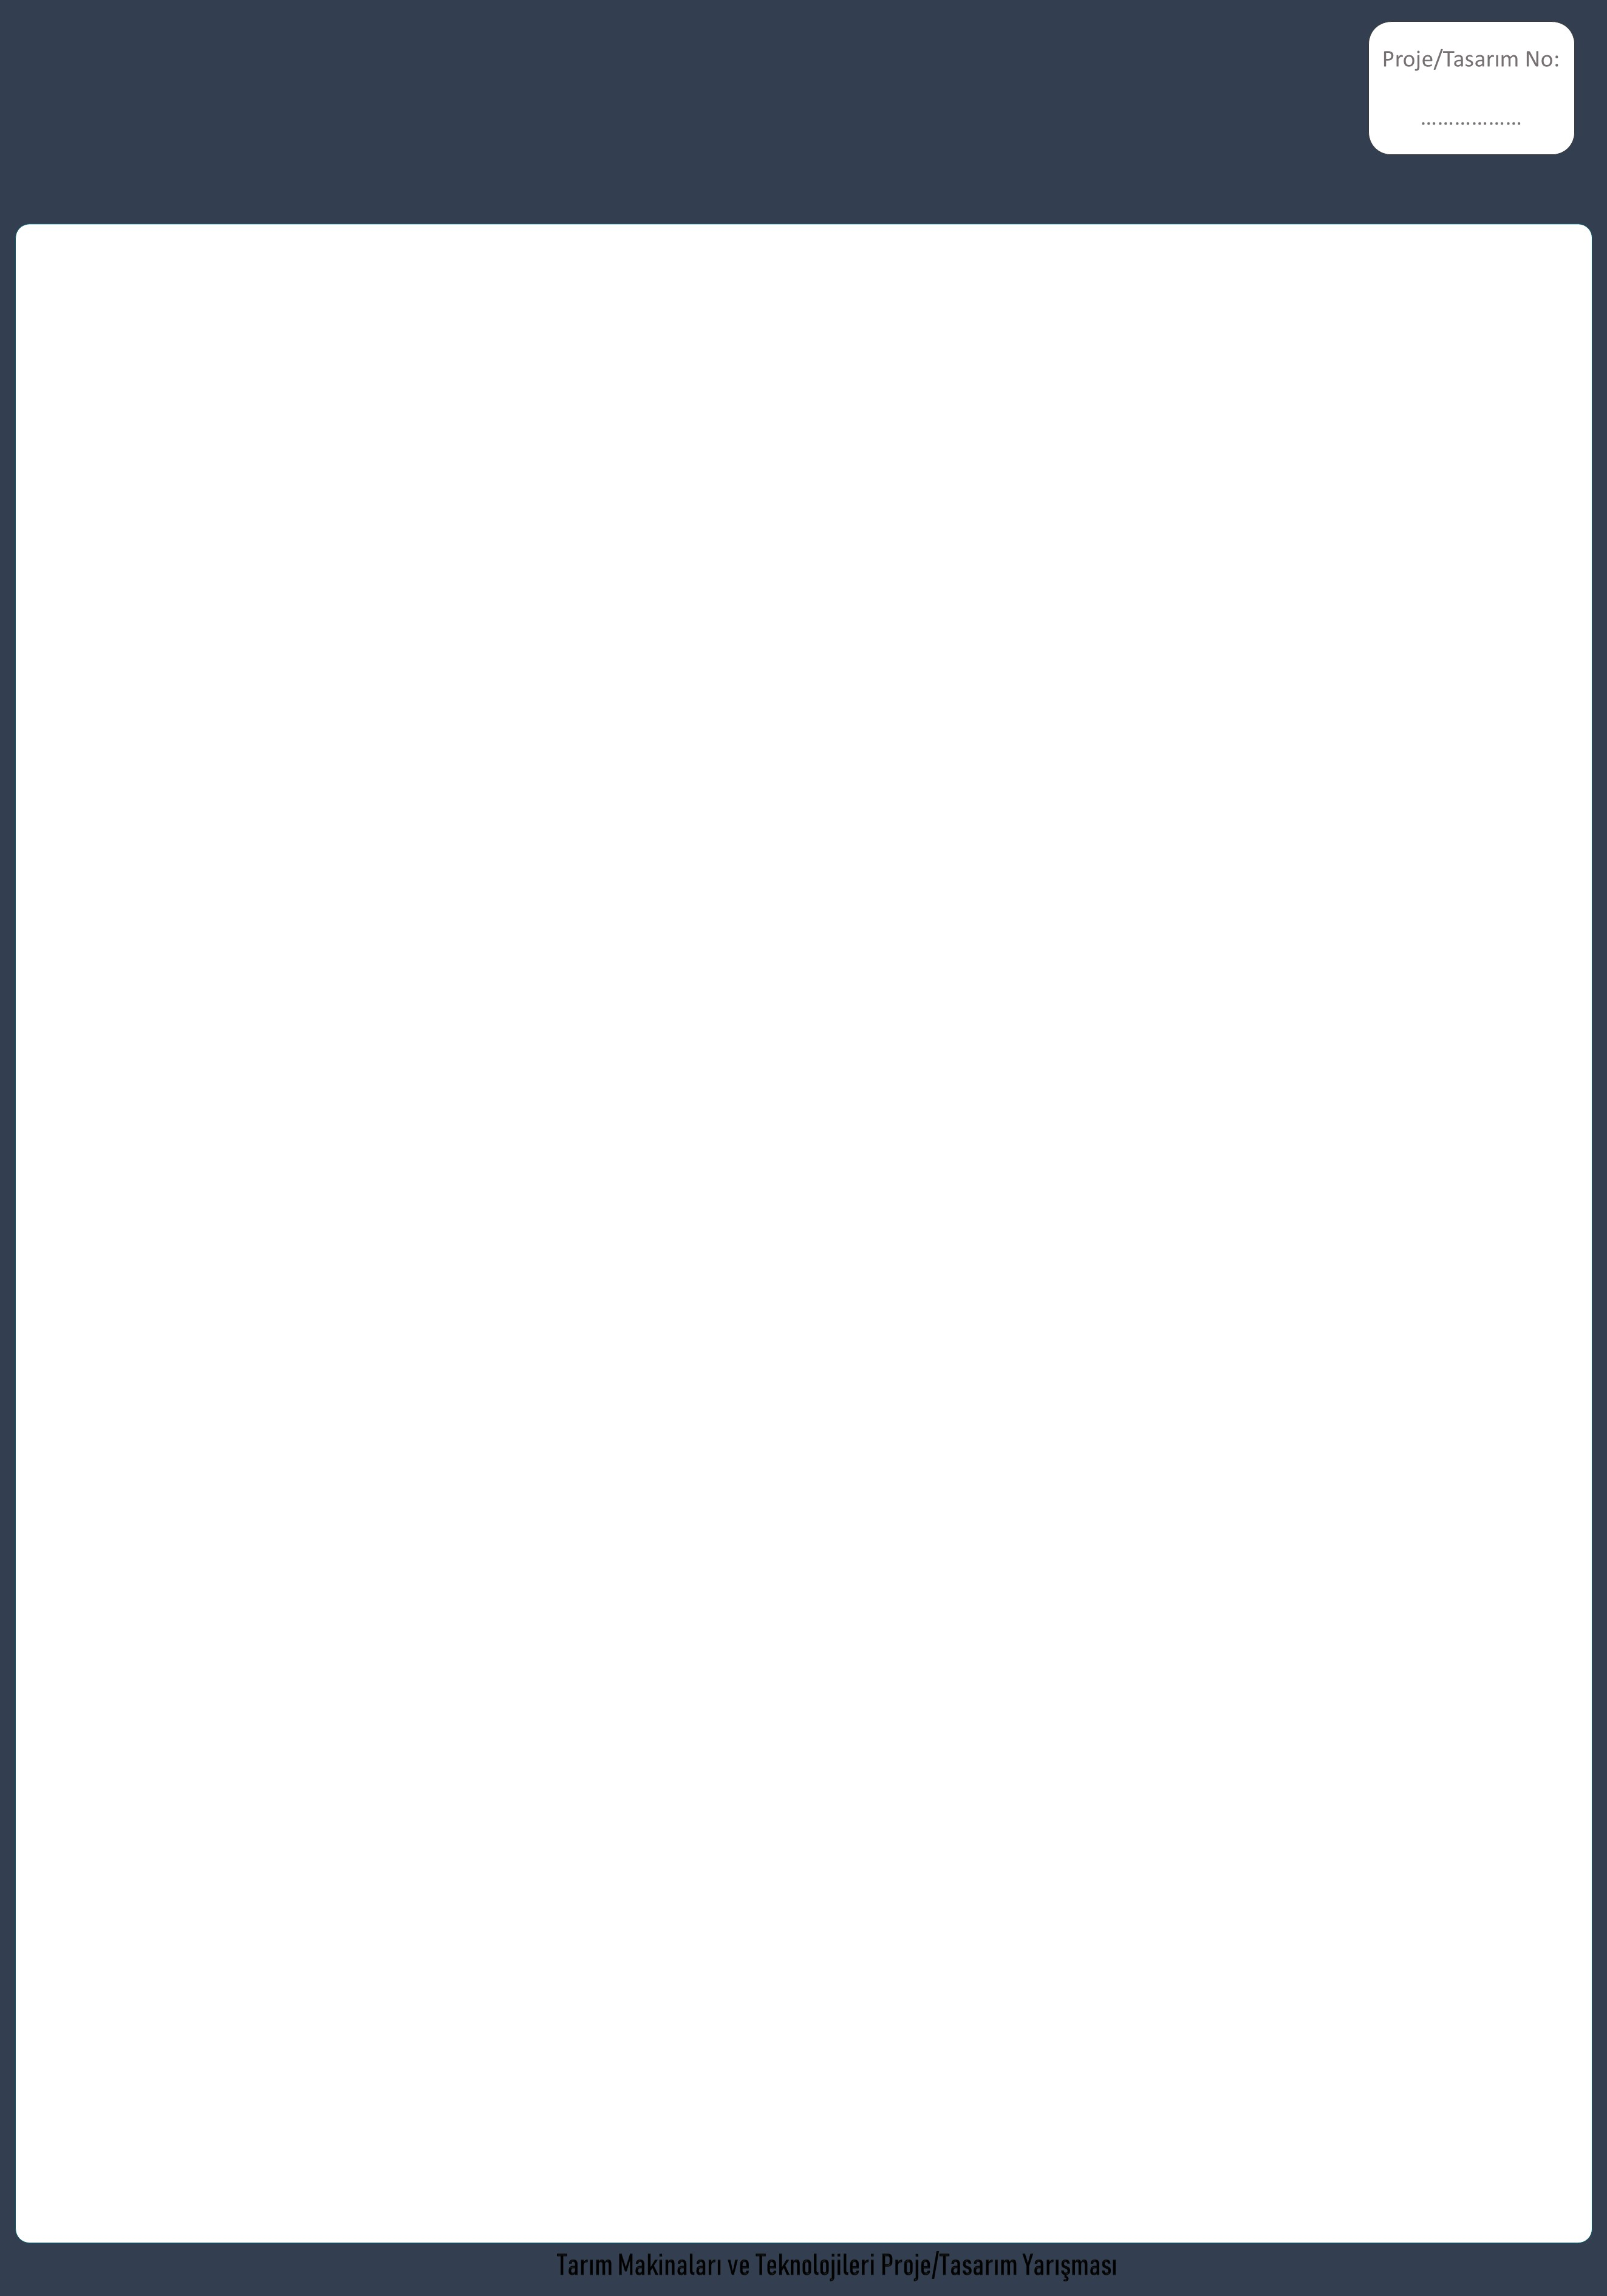 Proje/Tasarım No:
..................
Tarım Makinaları ve Teknolojileri Proje/Tasarım Yarışması